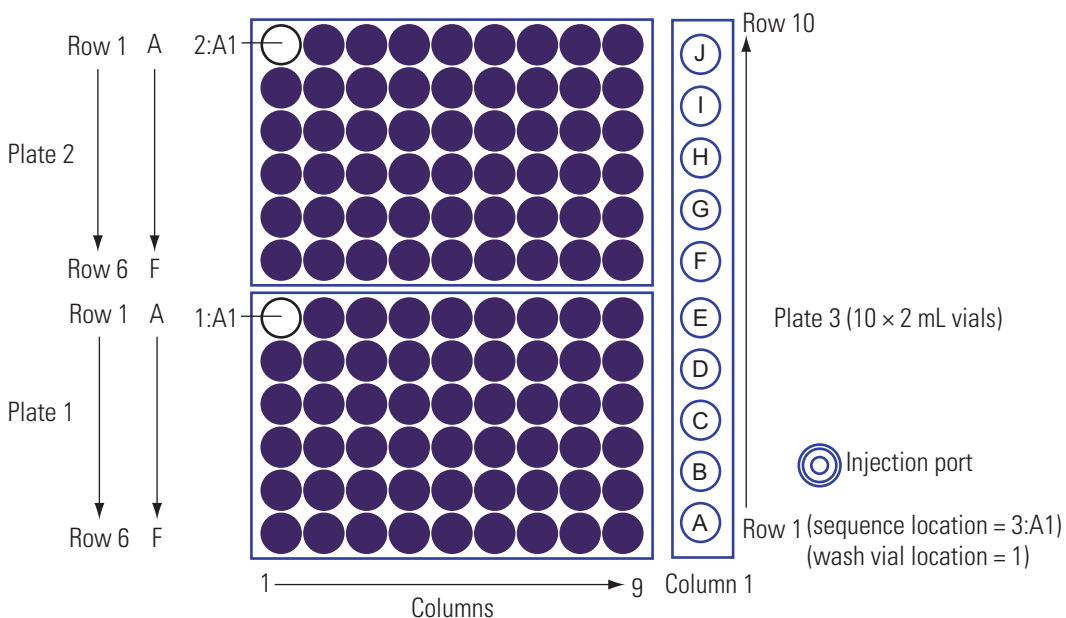 Row 1 A
2:A1
Plate 2
Row 6 F
Row 1 A
1:A1
Plate 1
Row 6 F
1
9
Columns
Row 10
J
I
H
G
F
E
D
C
B
A
Column 1
Plate 3 (10 × 2 mL vials)
Injection port
Row 1 (sequence location = 3:A1)
(wash vial location = 1)